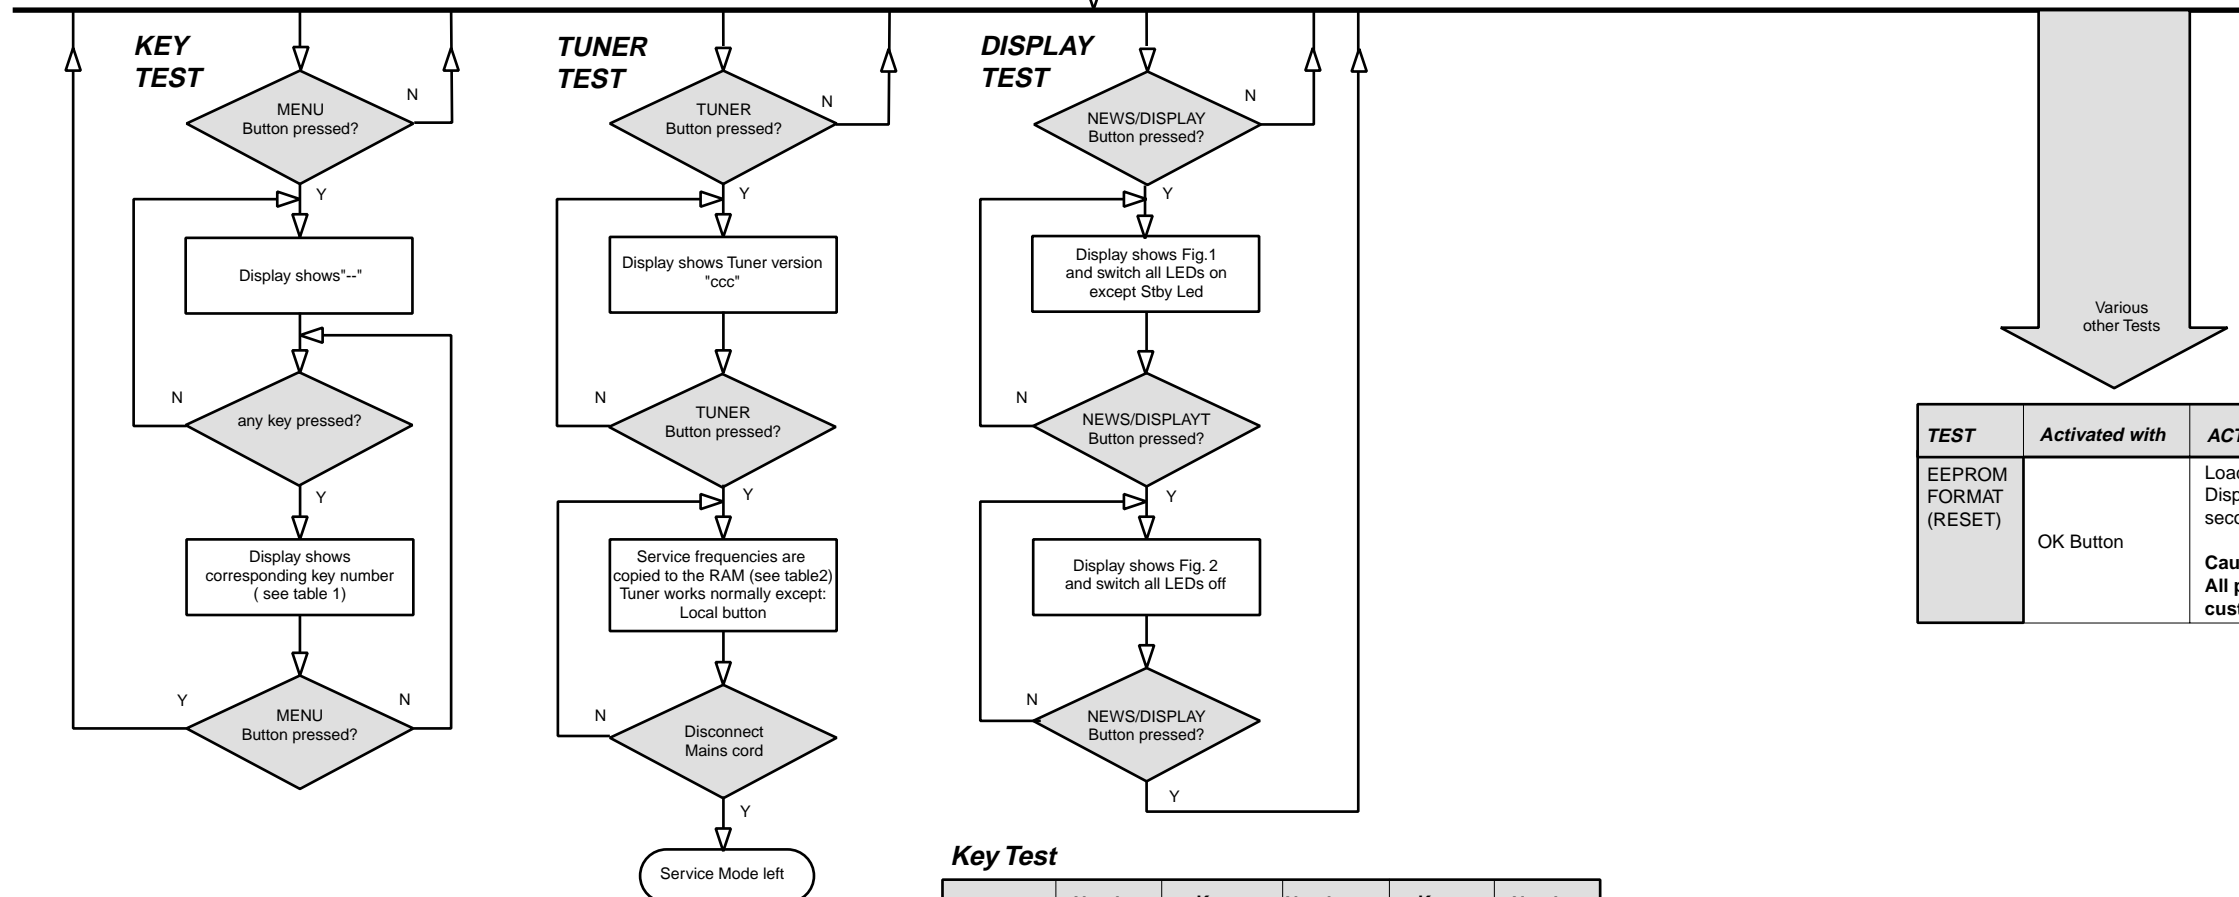 KEY
TEST
MENU
Button pressed?
N
Y
Display shows"--"
N
any key pressed?
Y
Display shows
corresponding key number
( see table 1)
Y
N
MENU
Button pressed?
TUNER
TEST
TUNER
Button pressed?
N
Y
Display shows Tuner version
"ccc"
N
TUNER
Button pressed?
Y
Service frequencies are
copied to the RAM (see table2)
Tuner works normally except:
Local button
N
Disconnect
Mains cord
Y
Service Mode left
DISPLAY
TEST
NEWS/DISPLAY
Button pressed?
N
Y
Display shows Fig.1
and switch all LEDs on
except Stby Led
N
NEWS/DISPLAYT
Button pressed?
Y
Display shows Fig. 2
and switch all LEDs off
N
NEWS/DISPLAY
Button pressed?
Y
Various
other Tests
TEST
Activated with
EEPROM
FORMAT
(RESET)
OK Button
Key Test